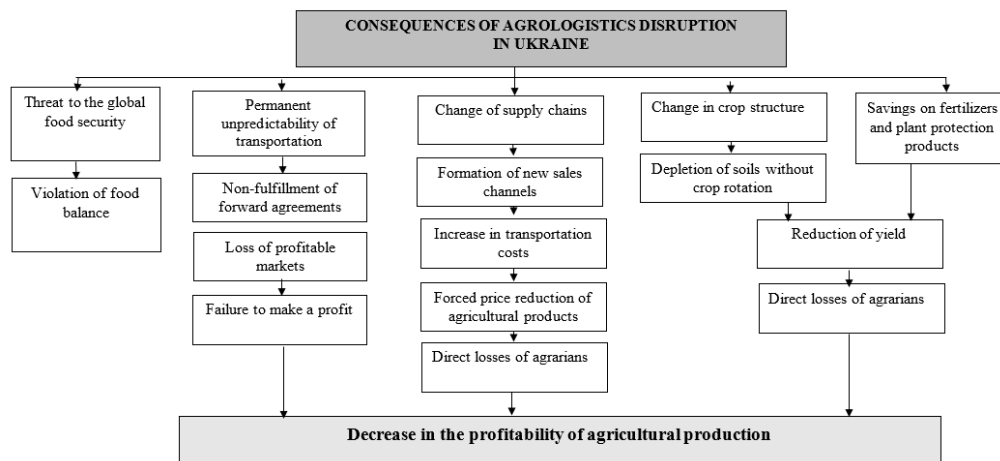 CONSEQUENCES OF AGROLOGISTICS DISRUPTION
IN UKRAINE
Threat to the global
food security
Violation of food
balance
Permanent
unpredictability of
transportation
Non-fulfillment of
forward agreements
Loss of profitable
markets
Failure to make a profit
Change of supply chains
Formation of new sales
channels
Increase in transportation
costs
Forced price reduction of
agricultural products
Direct losses of agrarians
Change in crop structure
Depletion of soils without
crop rotation
Savings on fertilizers
and plant protection
products
Reduction of yield
Direct losses of agrarians
Decrease in the profitability of agricultural production